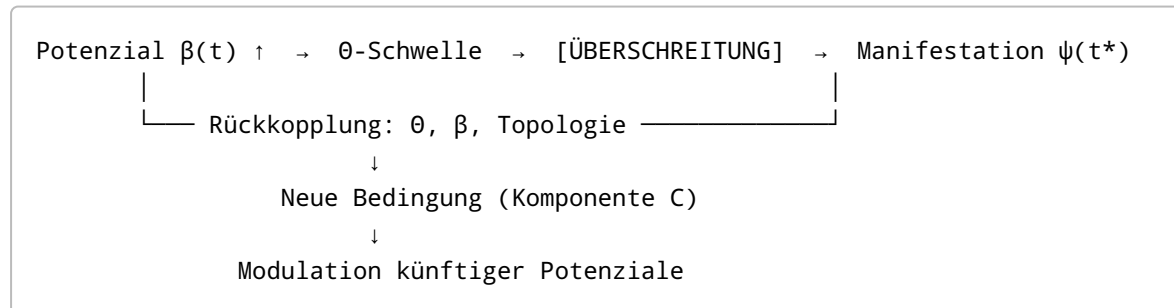 Potenzial β(t) ↑ → Θ-Schwelle → [ÜBERSCHREITUNG] → Manifestation ψ(t*)
Rückkopplung: Θ, β, Topologie
↓
Neue Bedingung (Komponente C)
↓
Modulation künftiger Potenziale